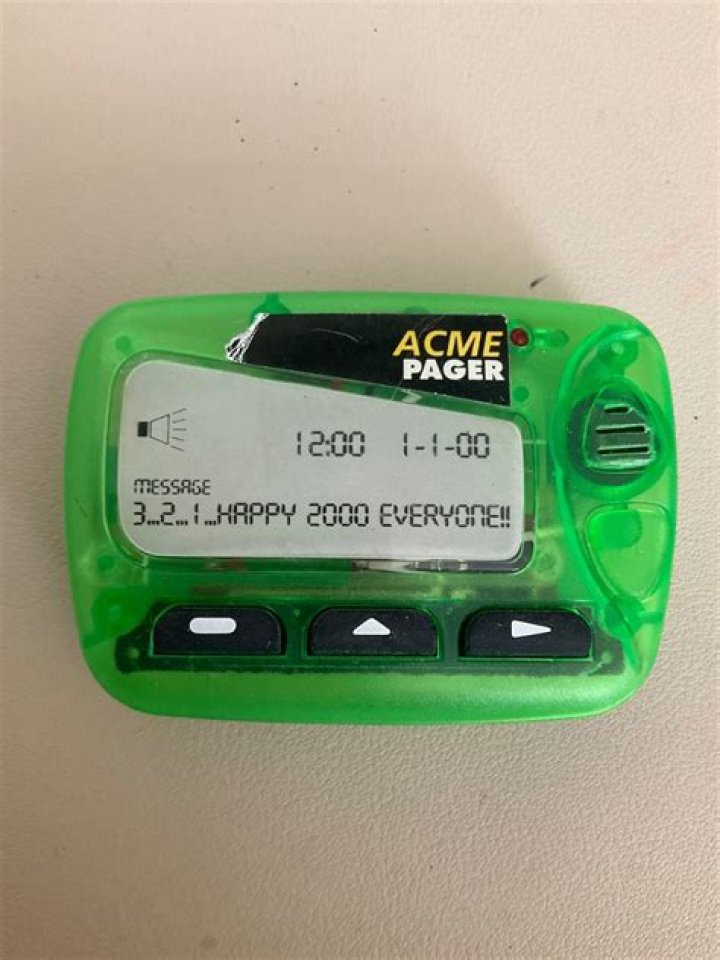 ACME
PAGER
12:00 1-1-00
MESSAGE
3...2...1...HAPPY 2000 EVERYONE!!